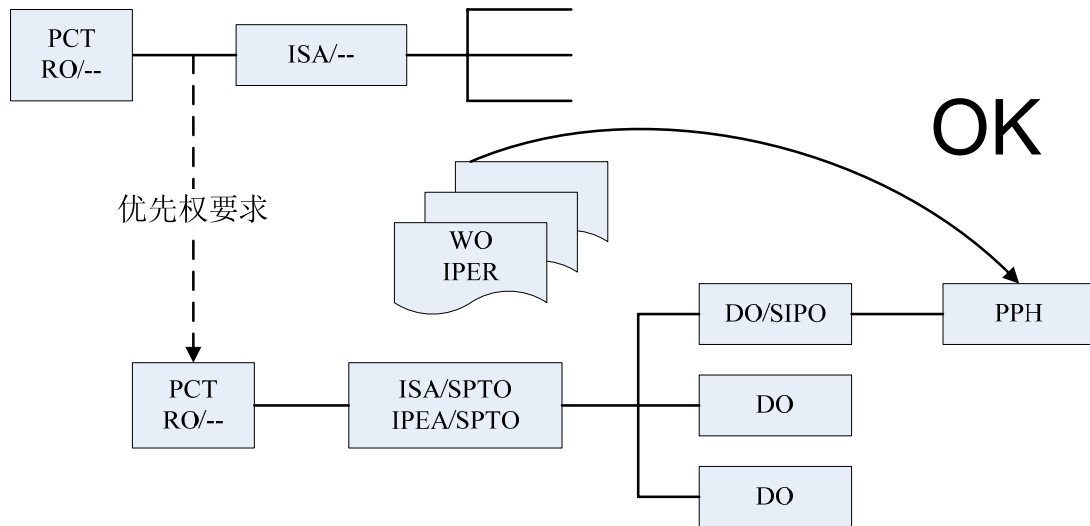 PCT
RO/--
ISA/--
OK
优先权要求
WO
IPER
DO/SIPO
PPH
PCT
RO/--
ISA/SPTO
IPEA/SPTO
DO
DO